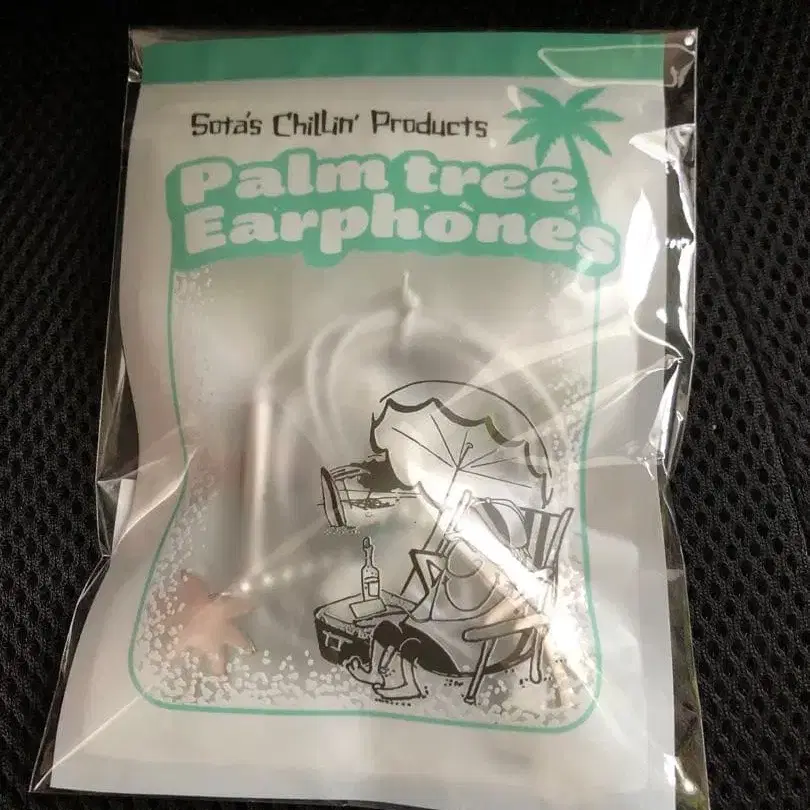 Sota's Chillin' Products
Palm tree
Earphones